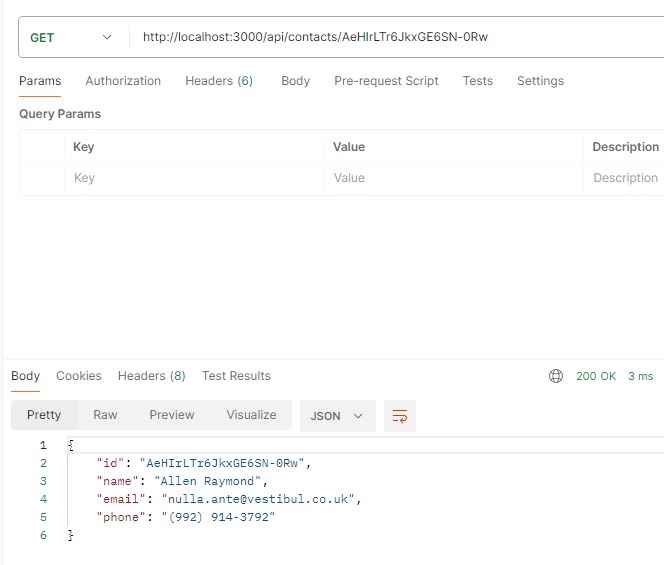 GET http://localhost:3000/api/contacts/AeHIrLTr6JkxGE6SN-0Rw
Params Authorization Headers (6) Body Pre-request Script Tests Settings
Query Params
Key Value Description
Key Value Description
Body Cookies Headers (8) Test Results 200 OK 3 ms
Pretty Raw Preview Visualize JSON
1 {
2 "id": "AeHIrLTr6JkxGE6SN-0Rw",
3 "name": "Allen Raymond",
4 "email": "nulla.ante@vestibul.co.uk",
5 "phone": "(992) 914-3792"
6 }